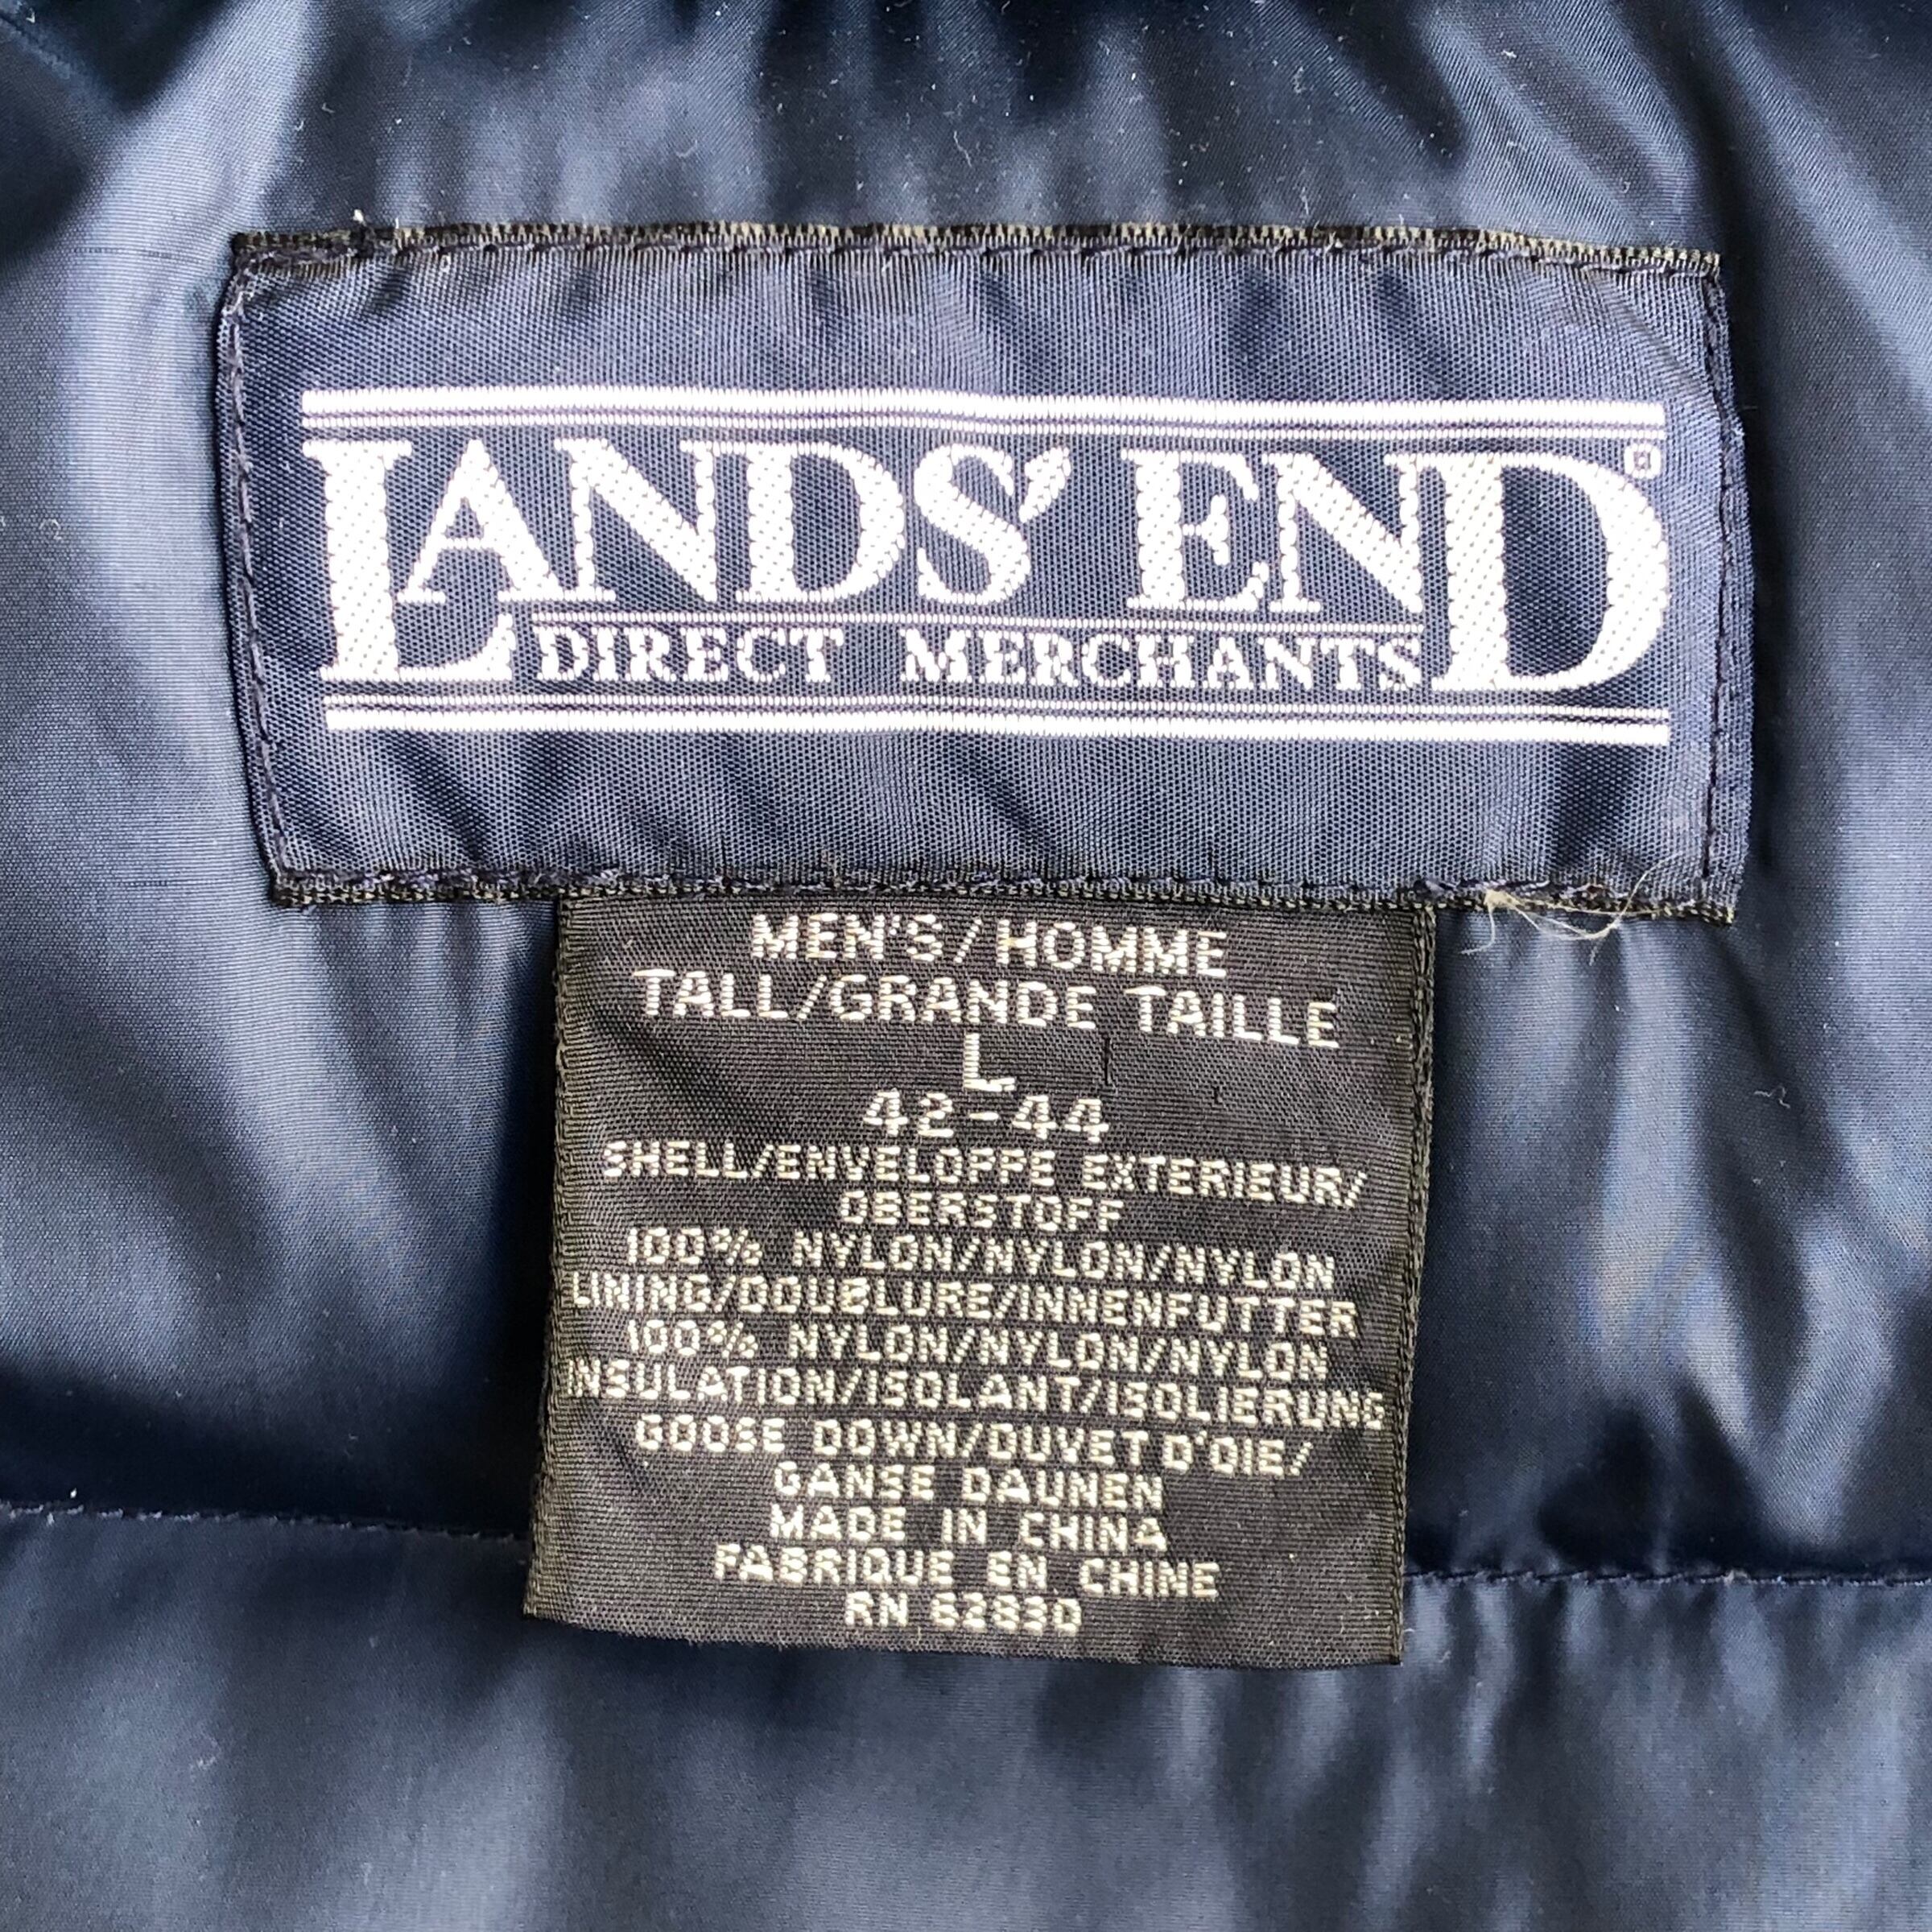 LANDS' END®
DIRECT MERCHANTS
MEN'S/HOMME
TALL/GRANDE TAILLE
L
42-44
SHELL/ENVELOPPE EXTERIEUR/
OBERSTOFF
100% NYLON/NYLON/NYLON
LINING/DOUBLURE/INNENFUTTER
100% NYLON/NYLON/NYLON
INSULATION/ISOLANT/ISOLIERUNG
GOOSE DOWN/DUVET D'OIE/
GANSE DAUNEN
MADE IN CHINA
FABRIQUE EN CHINE
RN 62830